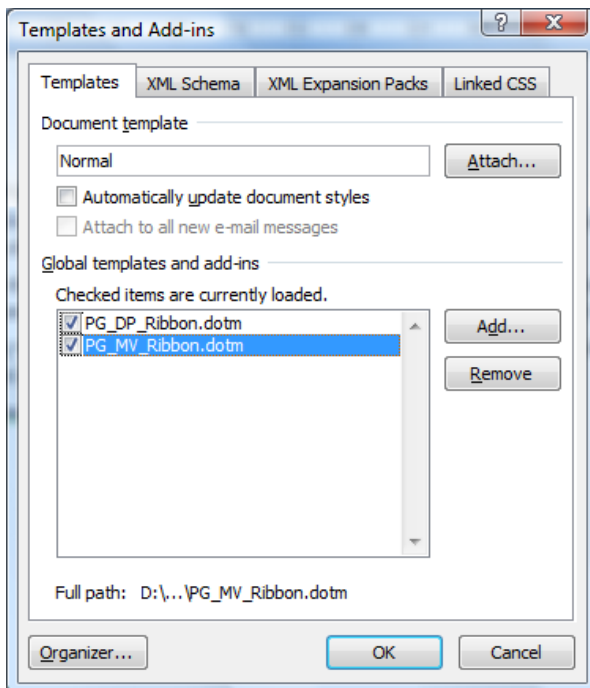 Templates and Add-ins
Templates XML Schema XML Expansion Packs Linked CSS
Document template
Normal Attach...
Automatically update document styles
Attach to all new e-mail messages
Global templates and add-ins
Checked items are currently loaded.
PG_DP_Ribbon.dotm Add...
PG_MV_Ribbon.dotm
Remove
Full path: D:\...\PG_MV_Ribbon.dotm
Organizer... OK Cancel